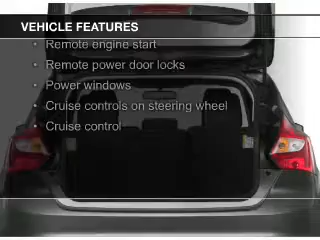 VEHICLE FEATURES
• Remote engine start
• Remote power door locks
• Power windows
• Cruise controls on steering wheel
• Cruise control